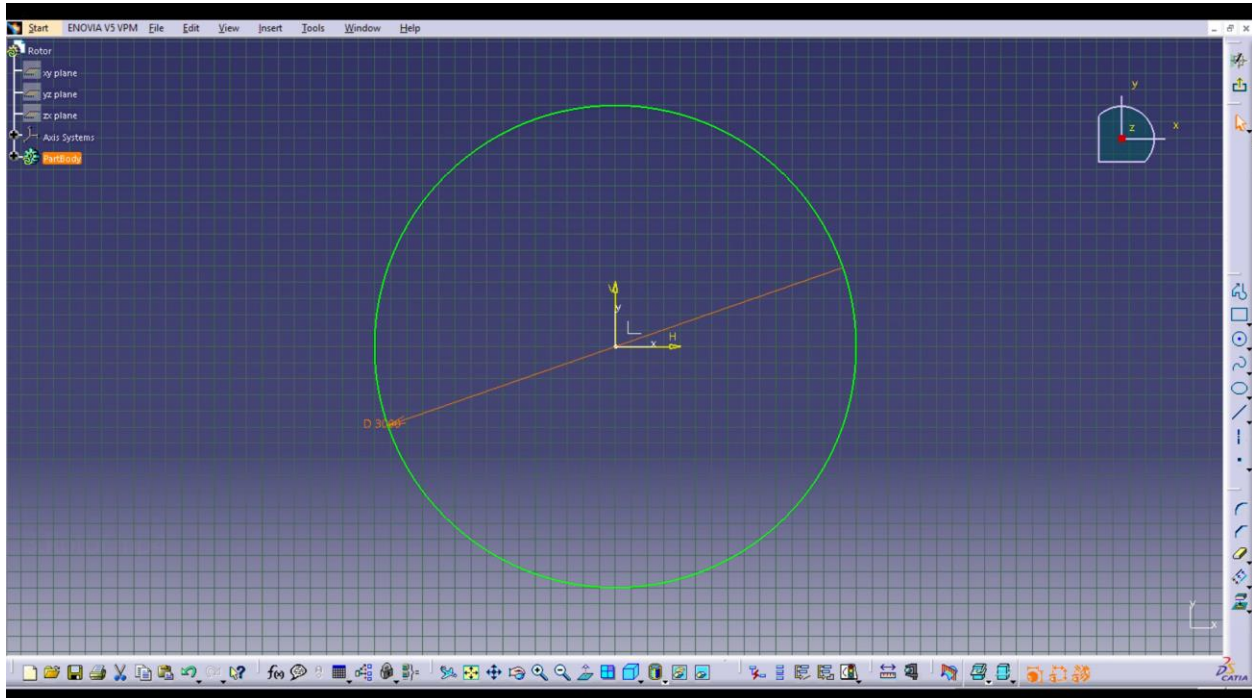 Start ENOVIA V5 VPM File Edit View Insert Tools Window Help
Rotor
xy plane
yz plane
zx plane
Axis Systems
PartBody
y
z
x
V
y
H
x
D
y
x
f(x)
CATIA